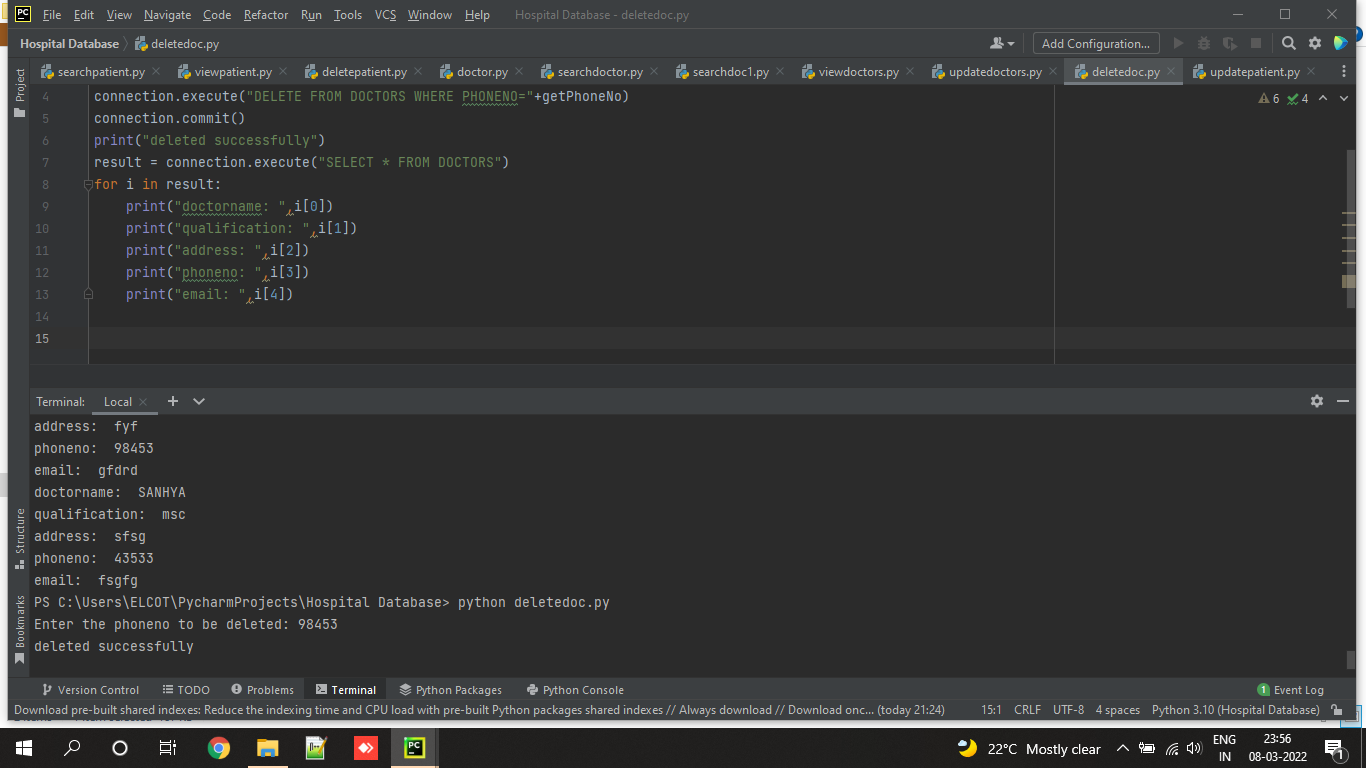 PC File Edit View Navigate Code Refactor Run Tools VCS Window Help Hospital Database - deletedoc.py
Hospital Database deletedoc.py Add Configuration...
searchpatient.py viewpatient.py deletepatient.py doctor.py searchdoctor.py searchdoc1.py viewdoctors.py updatedoctors.py deletedoc.py updatepatient.py
Project
4 connection.execute("DELETE FROM DOCTORS WHERE PHONENO="+getPhoneNo)
6 4
5 connection.commit()
6 print("deleted successfully")
7 result = connection.execute("SELECT * FROM DOCTORS")
8 for i in result:
9 print("doctorname: ",i[0])
10 print("qualification: ",i[1])
11 print("address: ",i[2])
12 print("phoneno: ",i[3])
13 print("email: ",i[4])
14
15
Terminal: Local
address:  fyf
phoneno:  98453
email:  gfdrd
doctorname:  SANHYA
qualification:  msc
address:  sfsg
phoneno:  43533
email:  fsgfg
PS C:\Users\ELCOT\PycharmProjects\Hospital Database> python deletedoc.py
Enter the phoneno to be deleted: 98453
deleted successfully
Structure
Bookmarks
Version Control TODO Problems Terminal Python Packages Python Console 1 Event Log
Download pre-built shared indexes: Reduce the indexing time and CPU load with pre-built Python packages shared indexes // Always download // Download onc... (today 21:24) 15:1 CRLF UTF-8 4 spaces Python 3.10 (Hospital Database)
PC 22°C Mostly clear ENG 23:56
IN 08-03-2022 1